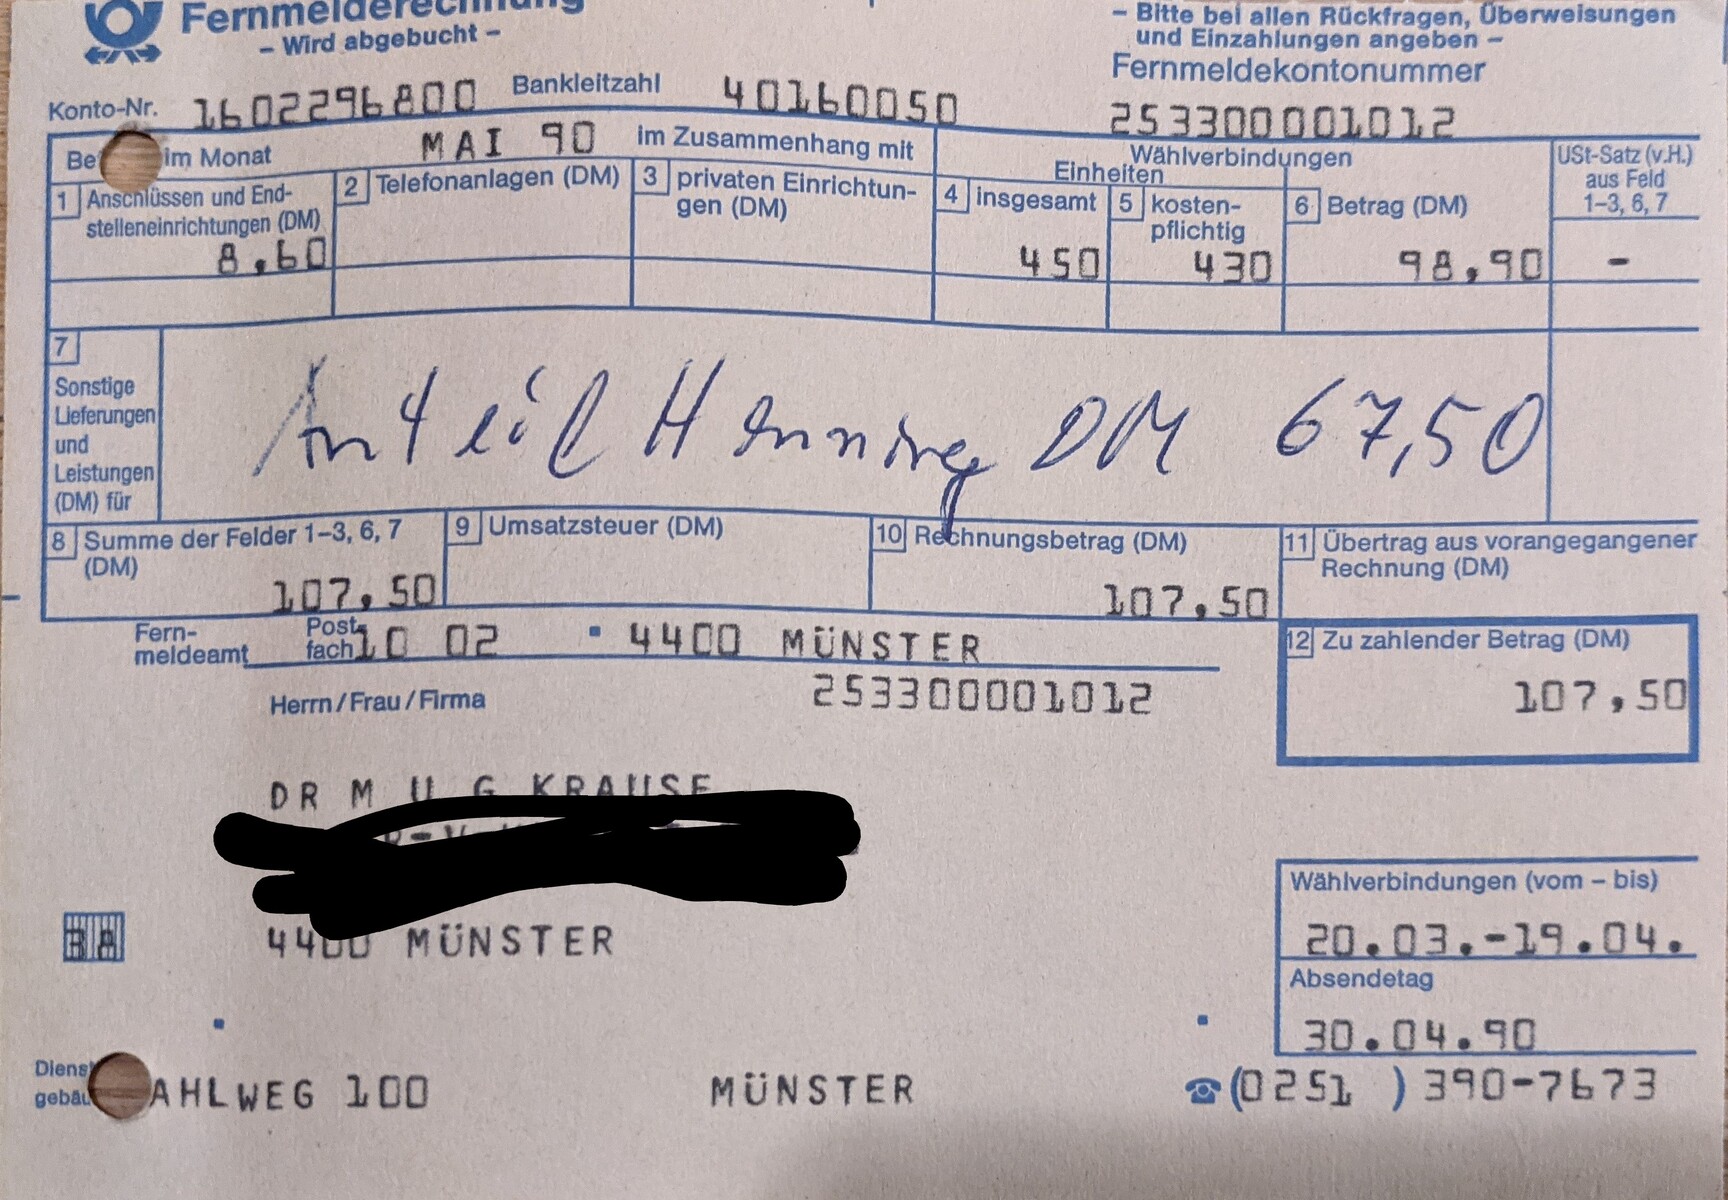 Fernmelderechnung
– Wird abgebucht –
– Bitte bei allen Rückfragen, Überweisungen
und Einzahlungen angeben –
Fernmeldekontonummer
Konto-Nr. 1602296800 Bankleitzahl 40160050 253300001012
Be im Monat MAI 90 im Zusammenhang mit
Wählverbindungen
Einheiten
USt-Satz (v.H.)
aus Feld
1–3, 6, 7
1 Anschlüssen und End-
stelleneinrichtungen (DM)
8,60
2 Telefonanlagen (DM)
3 privaten Einrichtun-
gen (DM)
4 insgesamt
450
5 kosten-
pflichtig
430
6 Betrag (DM)
98,90
-
7
Sonstige
Lieferungen
und
Leistungen
(DM) für
Anteil Henning DM 67,50
8 Summe der Felder 1–3, 6, 7
(DM)
107,50
9 Umsatzsteuer (DM)
10 Rechnungsbetrag (DM)
107,50
11 Übertrag aus vorangegangener
Rechnung (DM)
Fern-
meldeamt
Post-
fach 10 02 4400 MÜNSTER
12 Zu zahlender Betrag (DM)
107,50
Herrn/Frau/Firma 253300001012
DR M U G KRAUSE
4400 MÜNSTER
Wählverbindungen (vom – bis)
20.03.-19.04.
Absendetag
30.04.90
Dienst
gebäu AHLWEG 100 MÜNSTER ☎(0251 ) 390-7673